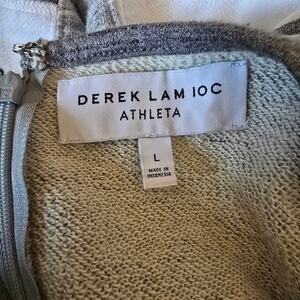 DEREK LAM 10C
ATHLETA
L
MADE IN
INDONESIA